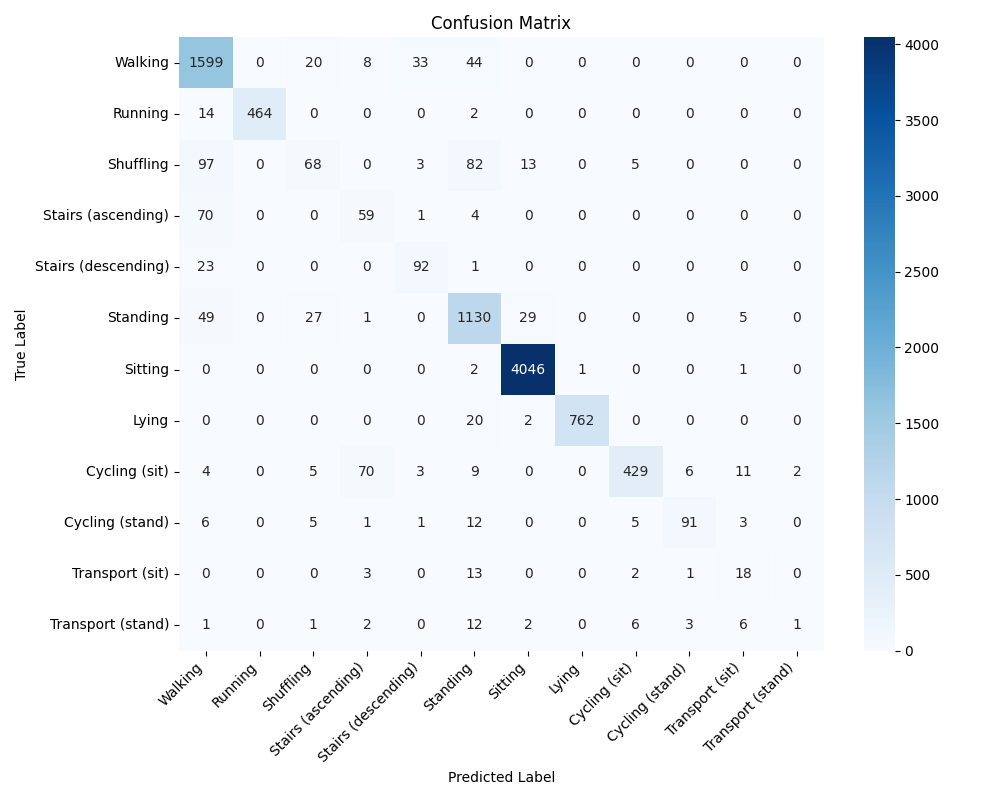 Confusion Matrix
True Label
Walking 1599 0 20 8 33 44 0 0 0 0 0 0
Running 14 464 0 0 0 2 0 0 0 0 0 0
Shuffling 97 0 68 0 3 82 13 0 5 0 0 0
Stairs (ascending) 70 0 0 59 1 4 0 0 0 0 0 0
Stairs (descending) 23 0 0 0 92 1 0 0 0 0 0 0
Standing 49 0 27 1 0 1130 29 0 0 0 5 0
Sitting 0 0 0 0 0 2 4046 1 0 0 1 0
Lying 0 0 0 0 0 20 2 762 0 0 0 0
Cycling (sit) 4 0 5 70 3 9 0 0 429 6 11 2
Cycling (stand) 6 0 5 1 1 12 0 0 5 91 3 0
Transport (sit) 0 0 0 3 0 13 0 0 2 1 18 0
Transport (stand) 1 0 1 2 0 12 2 0 6 3 6 1
Walking
Running
Shuffling
Stairs (ascending)
Stairs (descending)
Standing
Sitting
Lying
Cycling (sit)
Cycling (stand)
Transport (sit)
Transport (stand)
Predicted Label
4000
3500
3000
2500
2000
1500
1000
500
0